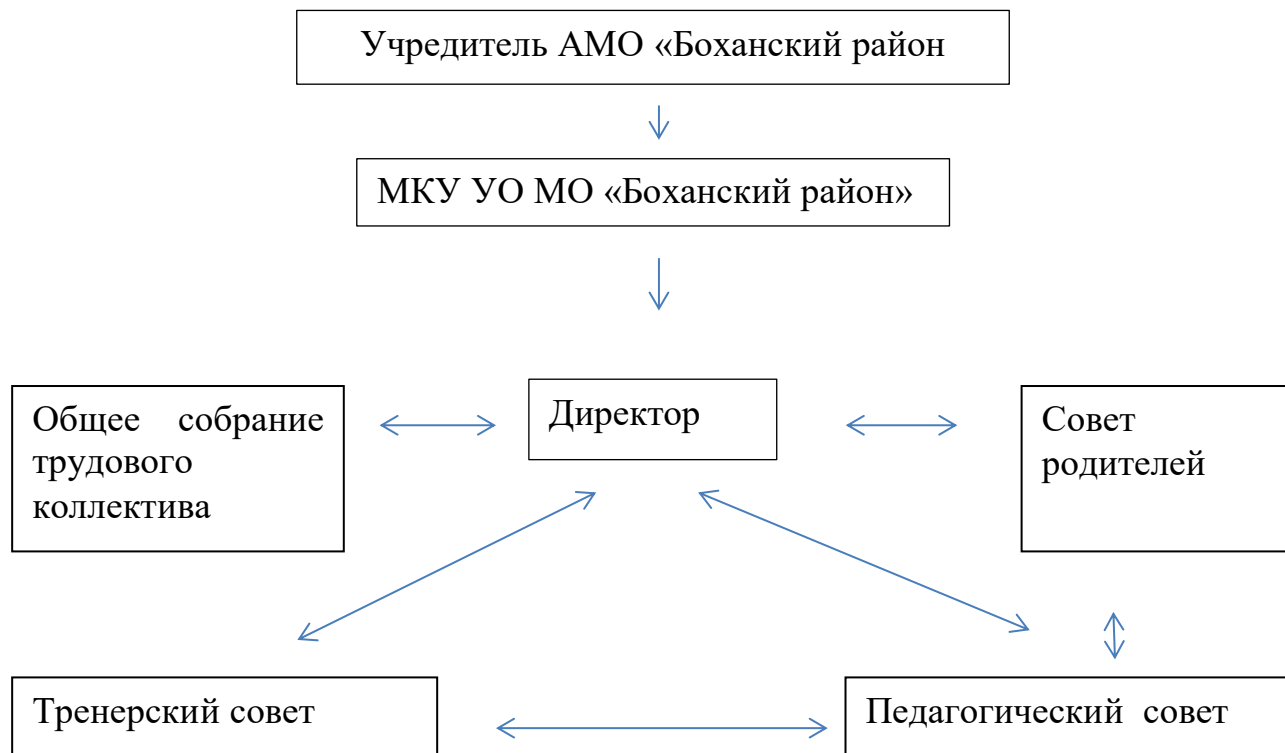 Учредитель АМО «Боханский район
МКУ УО МО «Боханский район»
Общее собрание
трудового
коллектива
Директор
Совет
родителей
Тренерский совет
Педагогический совет